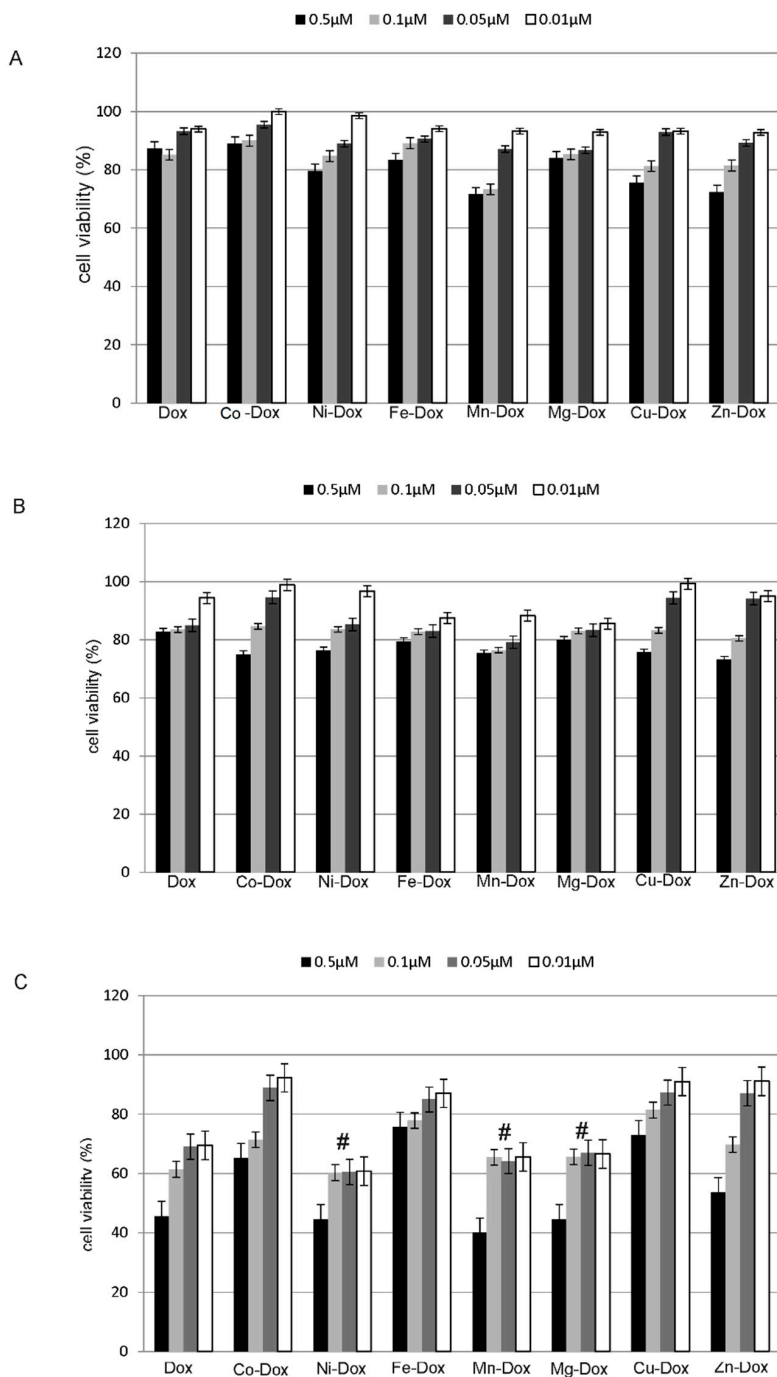 ■ 0.5µM ■ 0.1µM ■ 0.05µM □ 0.01µM
A
120
100
80
60
40
20
0
cell viability (%)
Dox Co -Dox Ni-Dox Fe-Dox Mn-Dox Mg-Dox Cu-Dox Zn-Dox
■ 0.5µM ■ 0.1µM ■ 0.05µM □ 0.01µM
B
120
100
80
60
40
20
0
cell viability (%)
Dox Co-Dox Ni-Dox Fe-Dox Mn-Dox Mg-Dox Cu-Dox Zn-Dox
■ 0.5µM ■ 0.1µM ■ 0.05µM □ 0.01µM
C
120
100
80
60
40
20
0
cell viability (%)
# # #
Dox Co-Dox Ni-Dox Fe-Dox Mn-Dox Mg-Dox Cu-Dox Zn-Dox